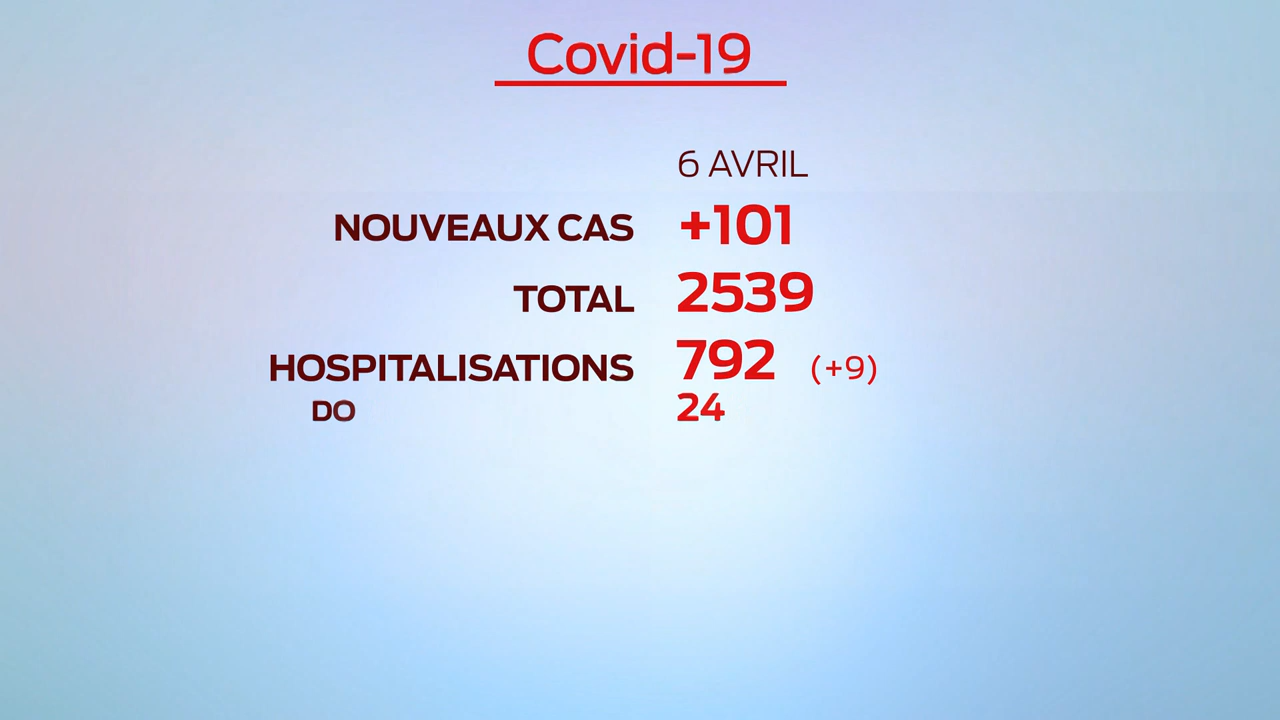 Covid-19
6 AVRIL
NOUVEAUX CAS +101
TOTAL 2539
HOSPITALISATIONS 792 (+9)
DO 24